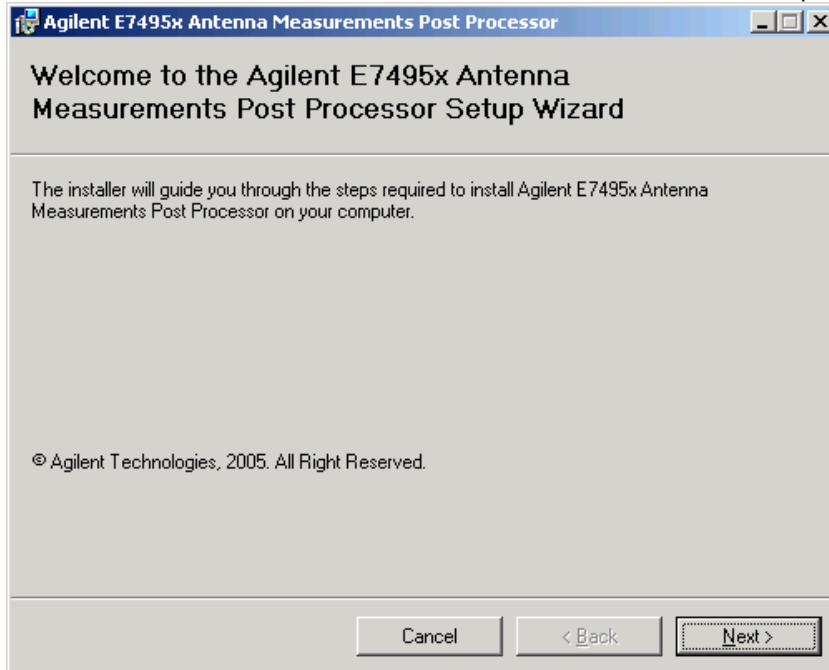 Agilent E7495x Antenna Measurements Post Processor
Welcome to the Agilent E7495x Antenna
Measurements Post Processor Setup Wizard
The installer will guide you through the steps required to install Agilent E7495x Antenna
Measurements Post Processor on your computer.
© Agilent Technologies, 2005. All Right Reserved.
Cancel
< Back
Next >